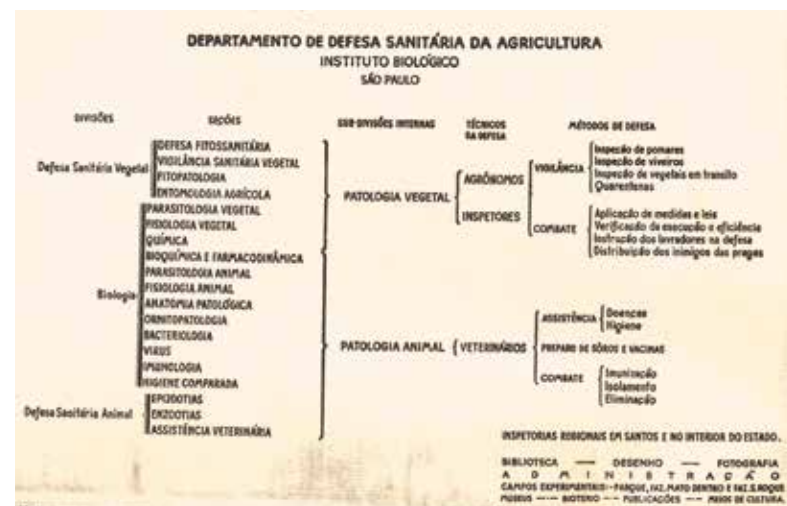 DEPARTAMENTO DE DEFESA SANITÁRIA DA AGRICULTURA
INSTITUTO BIOLÓGICO
SÃO PAULO
DIVISÕES
SEÇÕES
SUB-DIVISÕES INTERNAS
TÉCNICOS
DA DEFESA
MÉTODOS DE DEFESA
Defesa Sanitária Vegetal
DEFESA FITOSSANITÁRIA
VIGILÂNCIA SANITÁRIA VEGETAL
FITOPATOLOGIA
ENTOMOLOGIA AGRÍCOLA
Biologia
PARASITOLOGIA VEGETAL
FISIOLOGIA VEGETAL
QUÍMICA
BIOQUÍMICA E FARMACODINÂMICA
PARASITOLOGIA ANIMAL
FISIOLOGIA ANIMAL
ANATOMIA PATOLÓGICA
ORNITOPATOLOGIA
BACTERIOLOGIA
VIRUS
IMUNOLOGIA
HIGIENE COMPARADA
Defesa Sanitária Animal
EPIZOOTIAS
ENZOOTIAS
ASSISTÊNCIA VETERINÁRIA
PATOLOGIA VEGETAL
AGRÔNOMOS
INSPETORES
VIGILÂNCIA
Inspeção de pomares
Inspeção de viveiros
Inspeção de vegetais em transito
Quarentenas
COMBATE
Aplicação de medidas e leis
Verificação da execução e eficiência
Instrução dos lavradores na defesa
Distribuição dos inimigos das pragas
PATOLOGIA ANIMAL
VETERINÁRIOS
ASSISTÊNCIA
Doenças
Higiene
PREPARO DE SÔROS E VACINAS
COMBATE
Imunização
Isolamento
Eliminação
INSPETORIAS REGIONAIS EM SANTOS E NO INTERIOR DO ESTADO.
BIBLIOTECA — DESENHO — FOTOGRAFIA
A D M I N I S T R A Ç Ã O
CAMPOS EXPERIMENTAIS:- PARQUE, FAZ. MATO DENTRO E FAZ. S. ROQUE
MUSEUS --- BIOTERIO --- PUBLICAÇÕES --- MEIOS DE CULTURA.